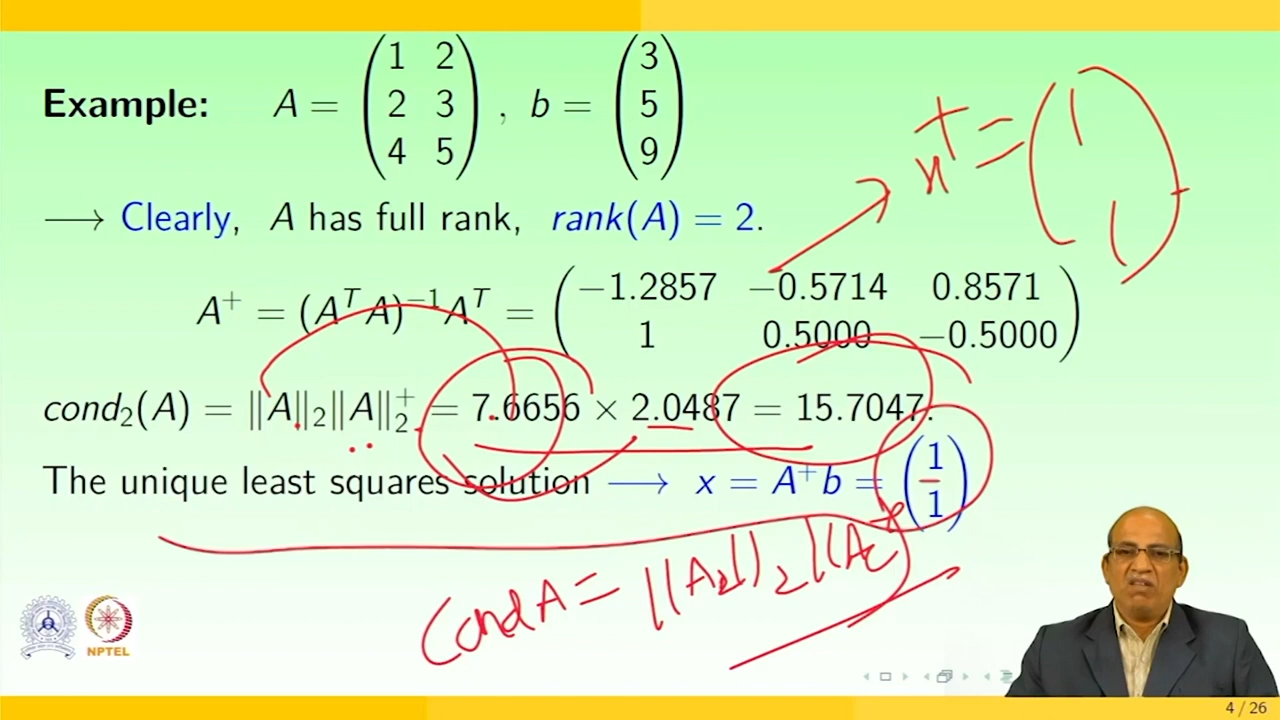 Example: A = (1 2; 2 3; 4 5), b = (3; 5; 9)
⟶ Clearly, A has full rank, rank(A) = 2.
x⁺ = (1; 1)
A⁺ = (AᵀA)⁻¹Aᵀ = (−1.2857 −0.5714 0.8571; 1 0.5000 −0.5000)
cond₂(A) = ‖A‖₂‖A‖₂⁺ = 7.6656 × 2.0487 = 15.7047.
The unique least squares solution ⟶ x = A⁺b = (1; 1)
Cond A =
NPTEL
4 / 26